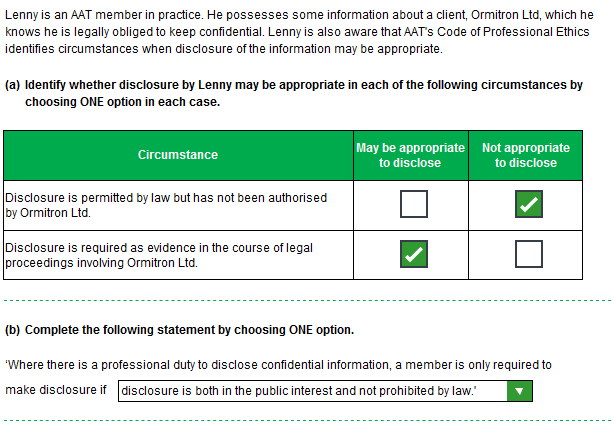 Lenny is an AAT member in practice. He possesses some information about a client, Ormitron Ltd, which he
knows he is legally obliged to keep confidential. Lenny is also aware that AAT's Code of Professional Ethics
identifies circumstances when disclosure of the information may be appropriate.
(a) Identify whether disclosure by Lenny may be appropriate in each of the following circumstances by
choosing ONE option in each case.
Circumstance
May be appropriate
to disclose
Not appropriate
to disclose
Disclosure is permitted by law but has not been authorised
by Ormitron Ltd.
Disclosure is required as evidence in the course of legal
proceedings involving Ormitron Ltd.
(b) Complete the following statement by choosing ONE option.
‘Where there is a professional duty to disclose confidential information, a member is only required to
make disclosure if disclosure is both in the public interest and not prohibited by law.'